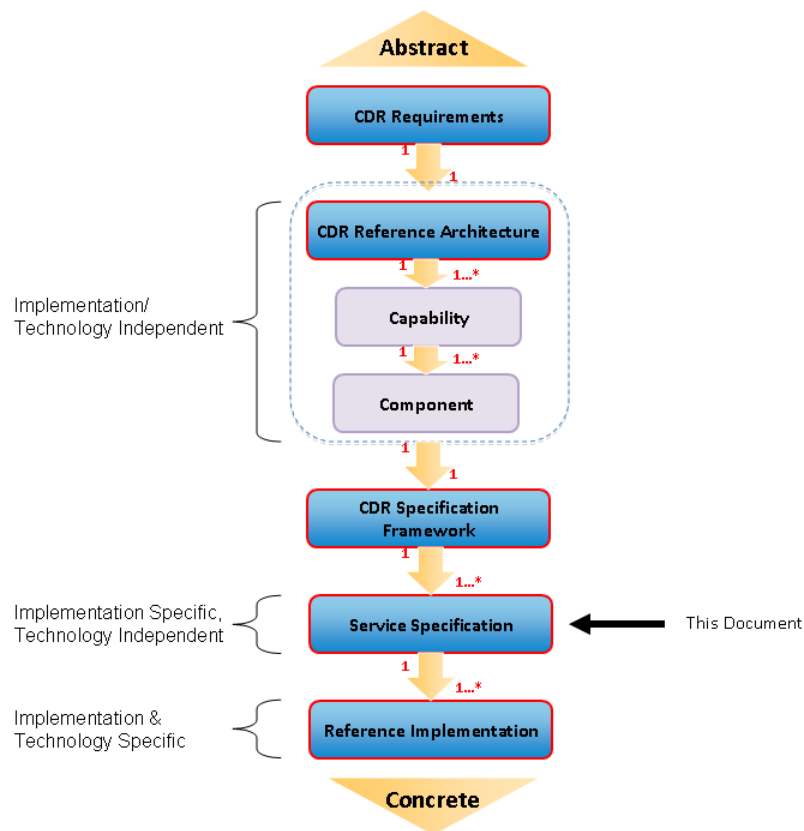 Abstract
CDR Requirements
1
1
CDR Reference Architecture
1
1...*
Implementation/
Technology Independent
Capability
1
1...*
Component
1
1
CDR Specification
Framework
1
1...*
Implementation Specific,
Technology Independent
Service Specification
This Document
1
1...*
Implementation &
Technology Specific
Reference Implementation
Concrete